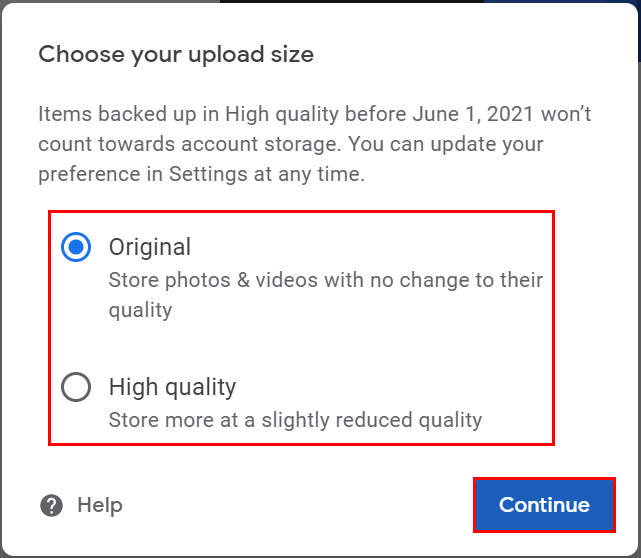 Choose your upload size
Items backed up in High quality before June 1, 2021 won’t
count towards account storage. You can update your
preference in Settings at any time.
Original
Store photos & videos with no change to their
quality
High quality
Store more at a slightly reduced quality
? Help
Continue